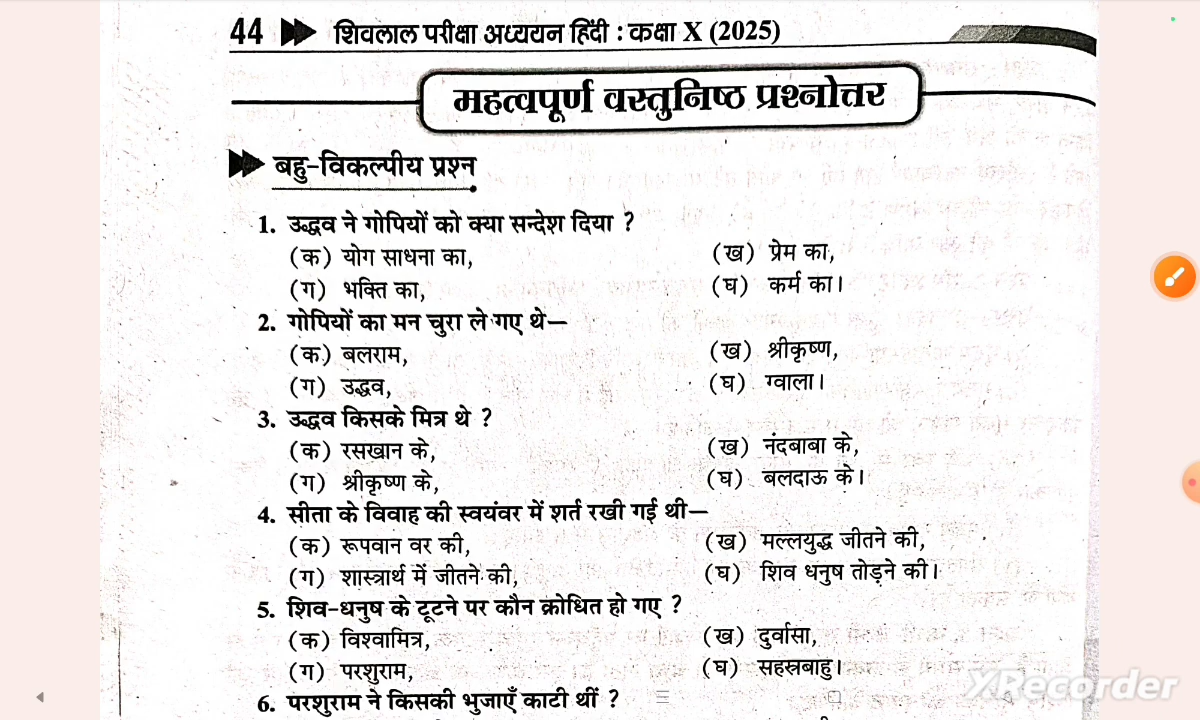 44 शिवलाल परीक्षा अध्ययन हिंदी : कक्षा X (2025)
महत्वपूर्ण वस्तुनिष्ठ प्रश्नोत्तर
बहु-विकल्पीय प्रश्न
1. उद्धव ने गोपियों को क्या सन्देश दिया ?
(क) योग साधना का, (ख) प्रेम का,
(ग) भक्ति का, (घ) कर्म का।
2. गोपियों का मन चुरा ले गए थे—
(क) बलराम, (ख) श्रीकृष्ण,
(ग) उद्धव, (घ) ग्वाला।
3. उद्धव किसके मित्र थे ?
(क) रसखान के, (ख) नंदबाबा के,
(ग) श्रीकृष्ण के, (घ) बलदाऊ के।
4. सीता के विवाह की स्वयंवर में शर्त रखी गई थी—
(क) रूपवान वर की, (ख) मल्लयुद्ध जीतने की,
(ग) शास्त्रार्थ में जीतने की, (घ) शिव धनुष तोड़ने की।
5. शिव-धनुष के टूटने पर कौन क्रोधित हो गए ?
(क) विश्वामित्र, (ख) दुर्वासा,
(ग) परशुराम, (घ) सहस्रबाहु।
6. परशुराम ने किसकी भुजाएँ काटी थीं ?
XRecorder